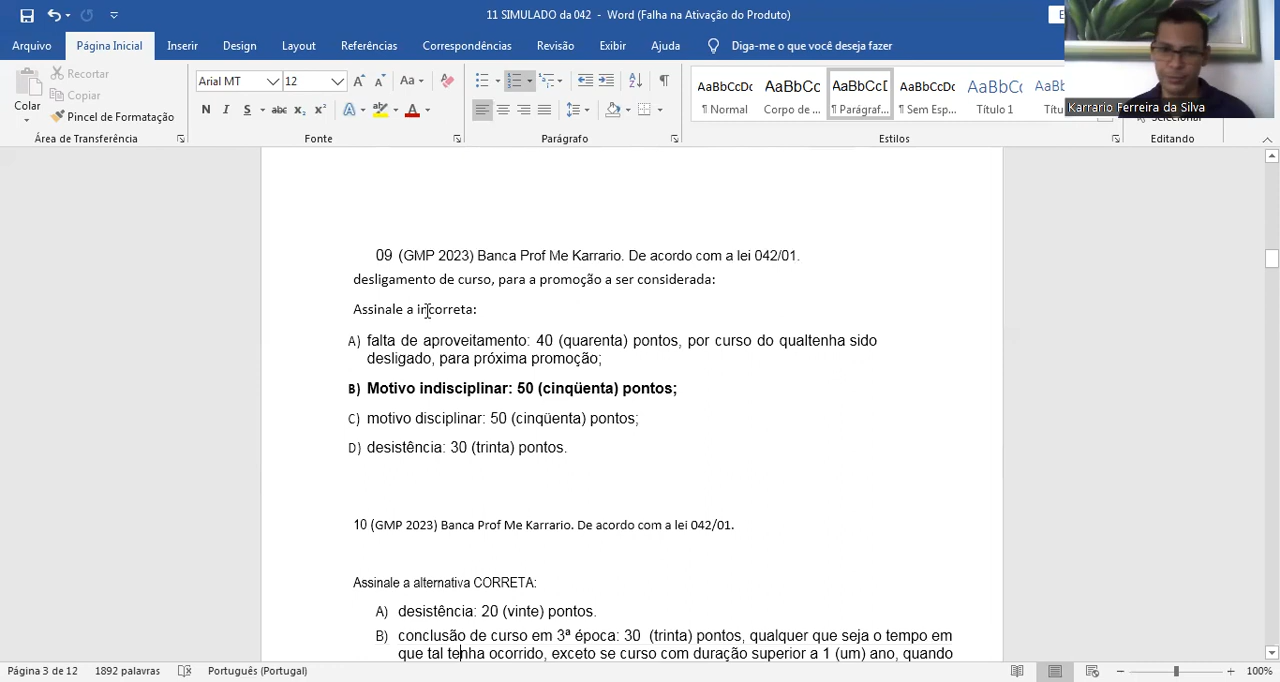 11 SIMULADO da 042 - Word (Falha na Ativação do Produto)
Arquivo Página Inicial Inserir Design Layout Referências Correspondências Revisão Exibir Ajuda Diga-me o que você deseja fazer
Recortar
Copiar
Pincel de Formatação
Colar
Arial MT 12
Aa
N I S abc x₂ x²
A A
AaBbCcDc AaBbC AaBbCcI AaBbCcDc AaBbCc AaBb
¶ Normal Corpo de ... ¶ Parágraf... ¶ Sem Esp... Título 1 Títu
Karrario Ferreira da Silva
Selecionar
Área de Transferência Fonte Parágrafo Estilos Editando
09 (GMP 2023) Banca Prof Me Karrario. De acordo com a lei 042/01.
desligamento de curso, para a promoção a ser considerada:
Assinale a incorreta:
A) falta de aproveitamento: 40 (quarenta) pontos, por curso do qualtenha sido
desligado, para próxima promoção;
B) Motivo indisciplinar: 50 (cinqüenta) pontos;
C) motivo disciplinar: 50 (cinqüenta) pontos;
D) desistência: 30 (trinta) pontos.
10 (GMP 2023) Banca Prof Me Karrario. De acordo com a lei 042/01.
Assinale a alternativa CORRETA:
A) desistência: 20 (vinte) pontos.
B) conclusão de curso em 3ª época: 30 (trinta) pontos, qualquer que seja o tempo em
que tal tenha ocorrido, exceto se curso com duração superior a 1 (um) ano, quando
Página 3 de 12 1892 palavras Português (Portugal) 100%